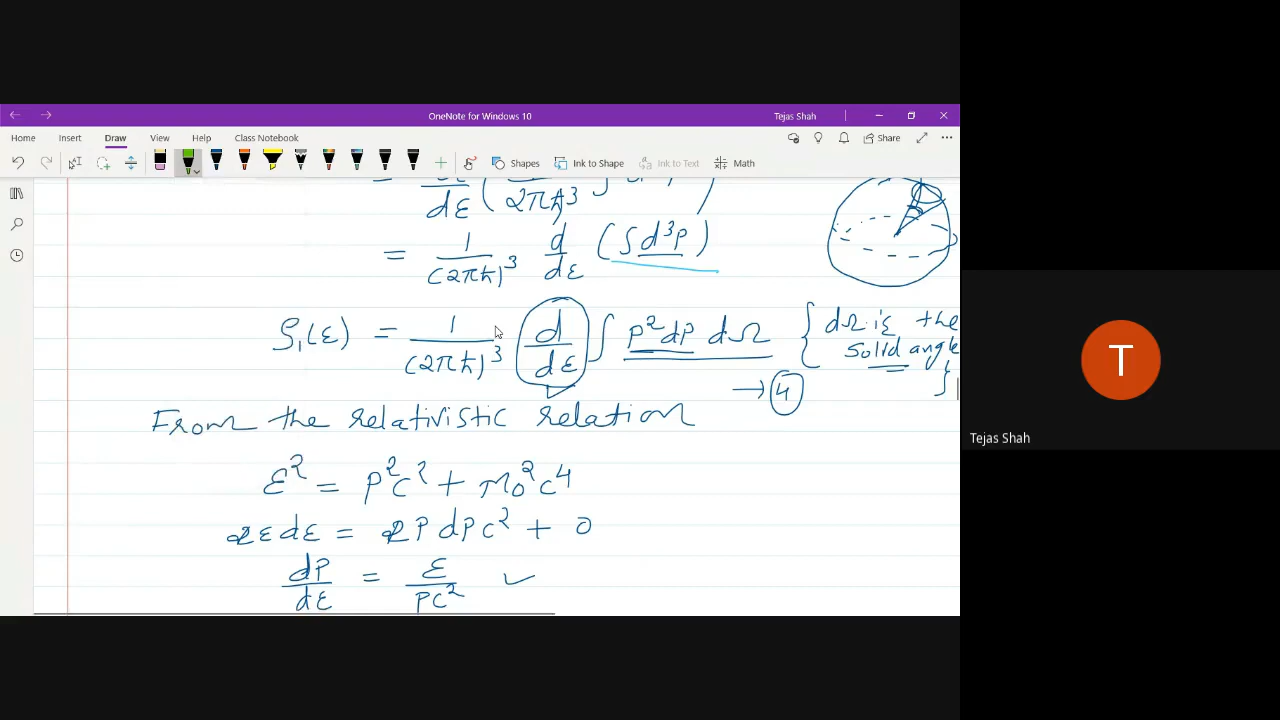 OneNote for Windows 10
Tejas Shah
Home Insert Draw View Help Class Notebook
Share
Shapes Ink to Shape Ink to Text Math
dε ( 2πħ)³
= 1/(2πħ)³ d/dε (∫d³p)
ρ₁(ε) = 1/(2πħ)³ d/dε ∫ p²dp dΩ { dΩ is the
solid angle }
→ 4
From the relativistic relation
ε² = p²c² + m₀²c⁴
2εdε = 2p dp c² + 0
dp/dε = ε/pc² ✓
T
Tejas Shah